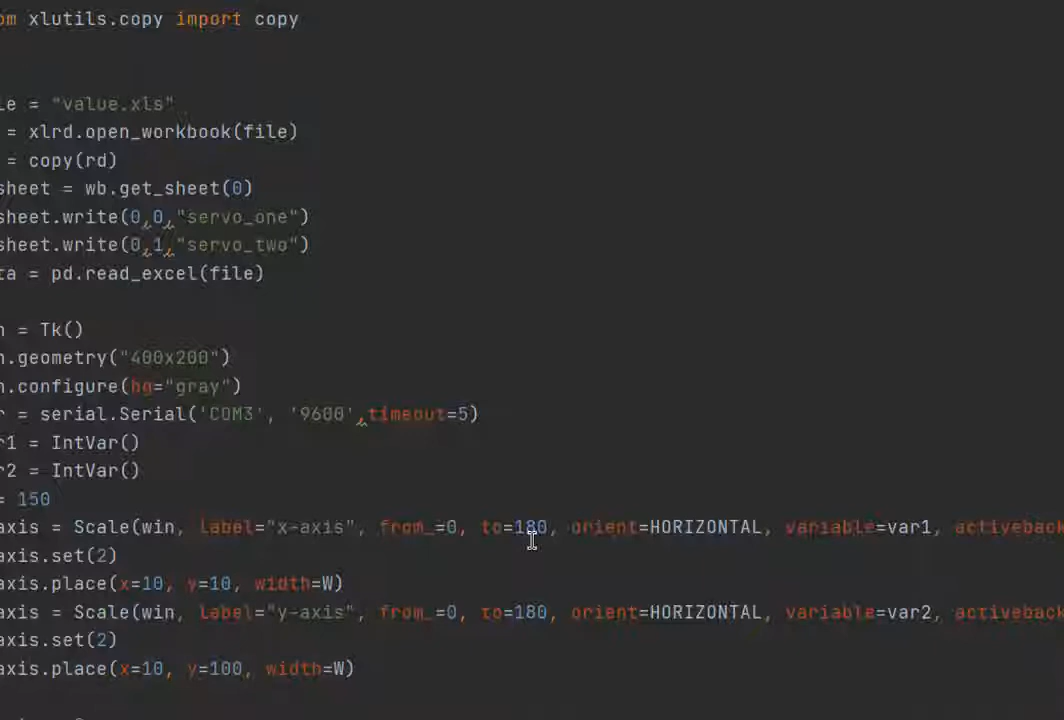 om xlutils.copy import copy
le = "value.xls"
= xlrd.open_workbook(file)
= copy(rd)
sheet = wb.get_sheet(0)
sheet.write(0,0,"servo_one")
sheet.write(0,1,"servo_two")
ta = pd.read_excel(file)
n = Tk()
n.geometry("400x200")
n.configure(bg="gray")
r = serial.Serial('COM3', '9600',timeout=5)
r1 = IntVar()
r2 = IntVar()
= 150
axis = Scale(win, label="x-axis", from_=0, to=180, orient=HORIZONTAL, variable=var1, activeback
axis.set(2)
axis.place(x=10, y=10, width=W)
axis = Scale(win, label="y-axis", from_=0, to=180, orient=HORIZONTAL, variable=var2, activeback
axis.set(2)
axis.place(x=10, y=100, width=W)